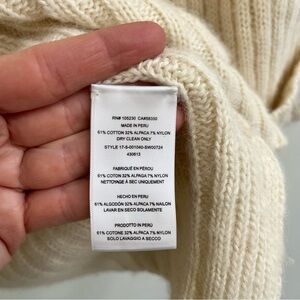 RN# 105230 CA#58350
MADE IN PERU
61% COTTON 32% ALPACA 7% NYLON
DRY CLEAN ONLY
STYLE 17-5-001040-SW00724
430613
FABRIQUÉ EN PÉROU
61% COTON 32% ALPAGA 7% NYLON
NETTOYAGE À SEC UNIQUEMENT
HECHO EN PERU
61% ALGODÓN 32% ALPACA 7% NAILON
LAVAR EN SECO SOLAMENTE
PRODOTTO IN PERÙ
61% COTONE 32% ALPACA 7% NYLON
SOLO LAVAGGIO A SECCO